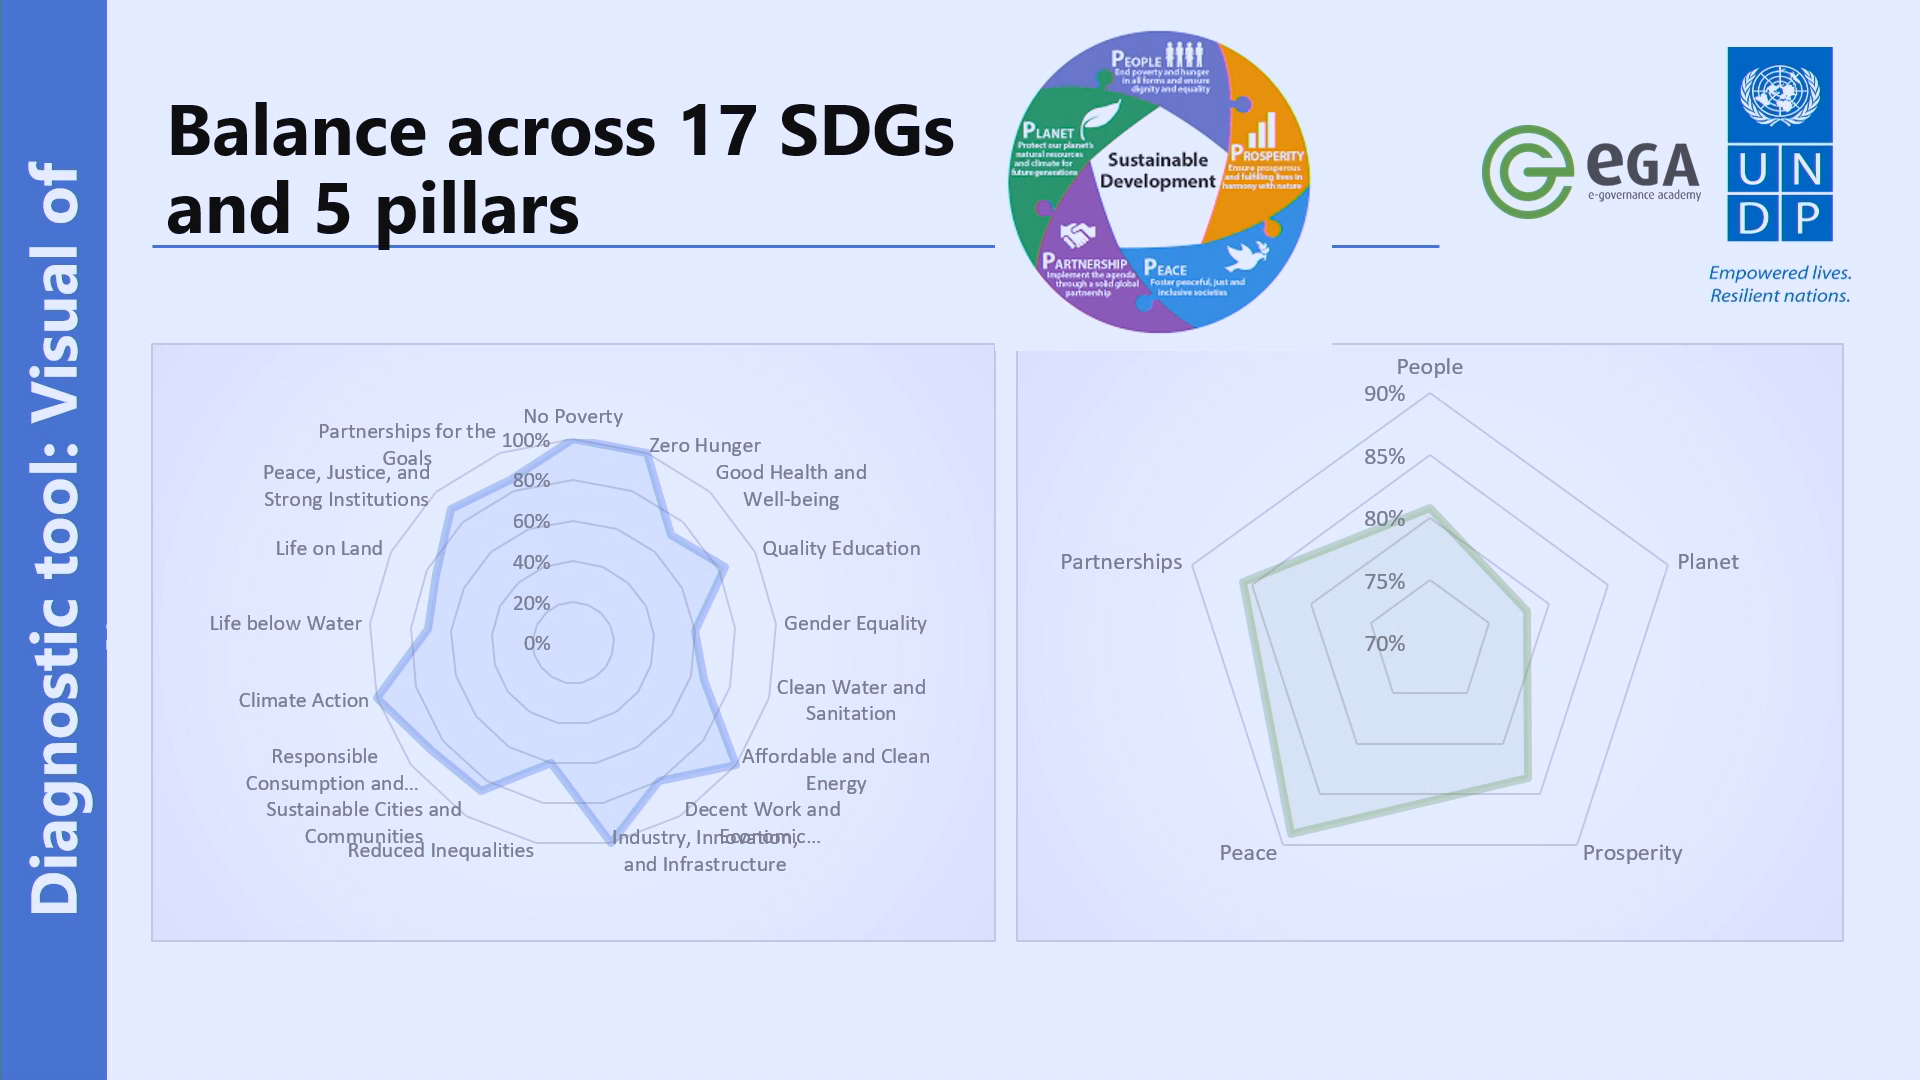 Diagnostic tool: Visual of
Balance across 17 SDGs
and 5 pillars
PEOPLE
End poverty and hunger
in all forms and ensure
dignity and equality
PLANET
Protect our planet's
natural resources
and climate for
future generations
PROSPERITY
Ensure prosperous
and fulfilling lives in
harmony with nature
Sustainable
Development
PARTNERSHIP
Implement the agenda
through a solid global
partnership
PEACE
Foster peaceful, just and
inclusive societies
eGA
e-governance academy
U N
D P
Empowered lives.
Resilient nations.
No Poverty
Zero Hunger
Good Health and
Well-being
Quality Education
Gender Equality
Clean Water and
Sanitation
Affordable and Clean
Energy
Decent Work and
Economic...
Industry, Innovation,
and Infrastructure
Reduced Inequalities
Sustainable Cities and
Communities
Responsible
Consumption and...
Climate Action
Life below Water
Life on Land
Peace, Justice, and
Strong Institutions
Partnerships for the
Goals
100%
80%
60%
40%
20%
0%
People
Planet
Prosperity
Peace
Partnerships
90%
85%
80%
75%
70%